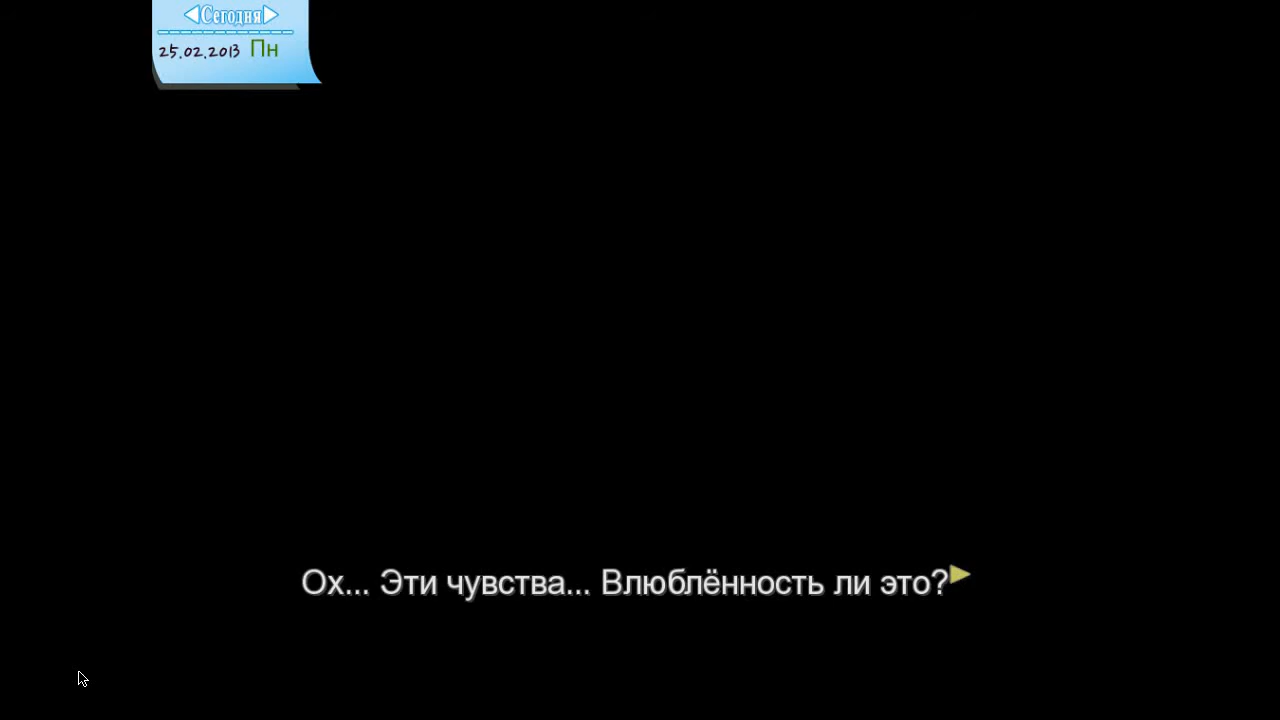 Сегодня
25.02.2013 Пн
Ох... Эти чувства... Влюблённость ли это?